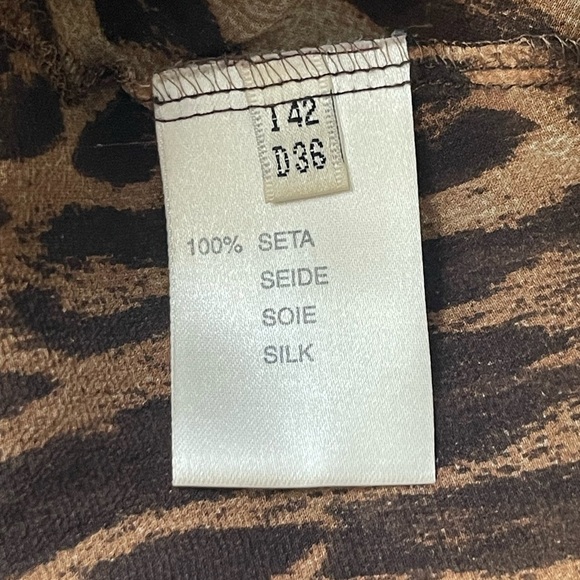 I 42
D36
100% SETA
SEIDE
SOIE
SILK